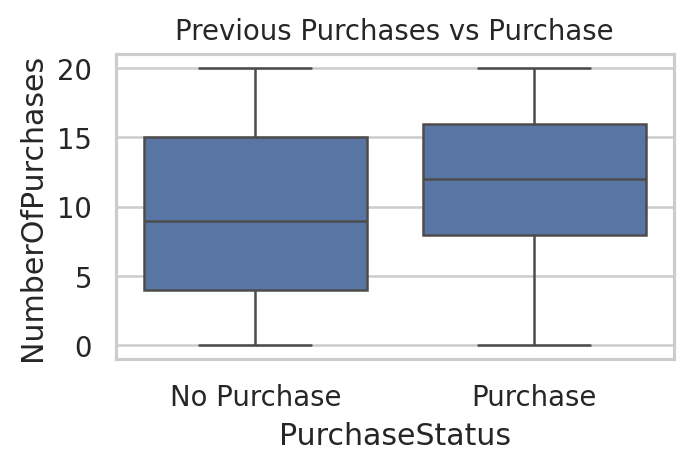 Previous Purchases vs Purchase
NumberOfPurchases
20
15
10
5
0
No Purchase
Purchase
PurchaseStatus